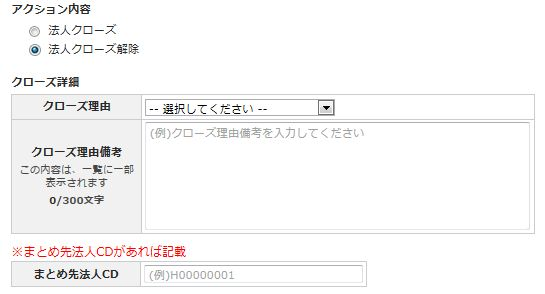 アクション内容
法人クローズ
法人クローズ解除
クローズ詳細
クローズ理由
-- 選択してください --
クローズ理由備考
この内容は、一覧に一部
表示されます
0/300文字
(例)クローズ理由備考を入力してください
※まとめ先法人CDがあれば記載
まとめ先法人CD
(例)H00000001